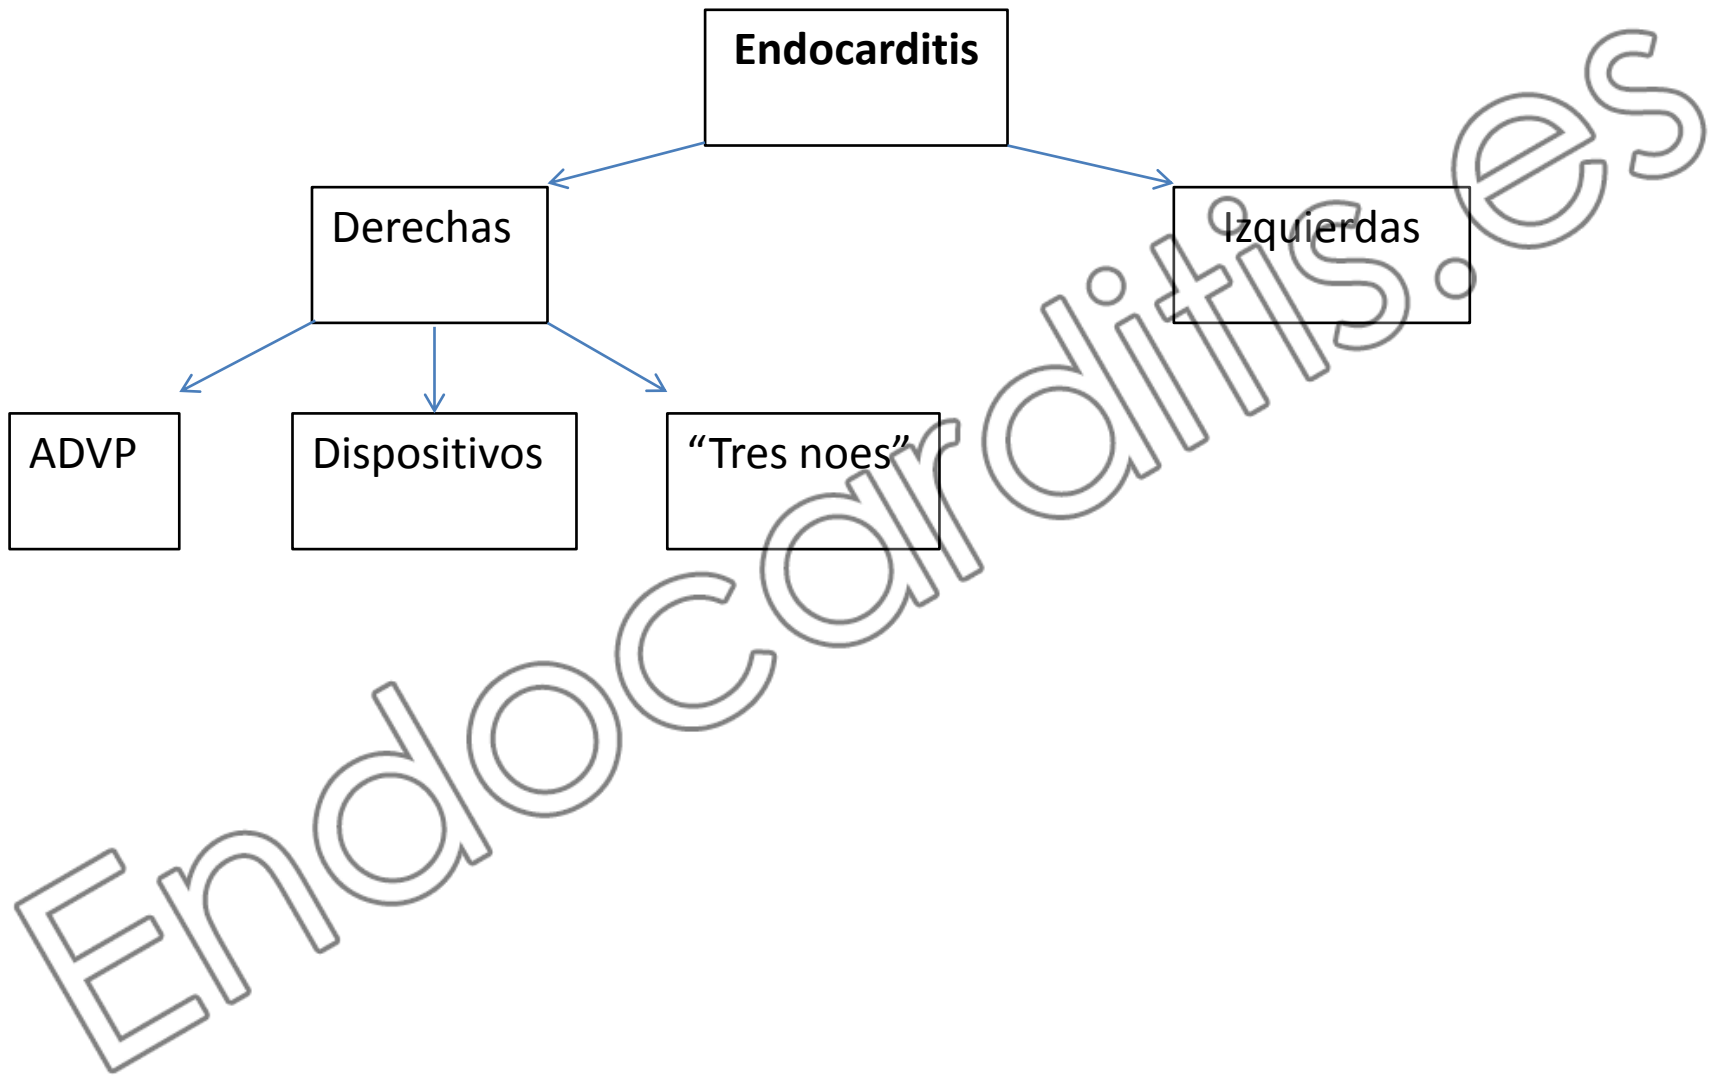 Endocarditis
Derechas
Izquierdas
ADVP
Dispositivos
“Tres noes”
Endocarditis.es